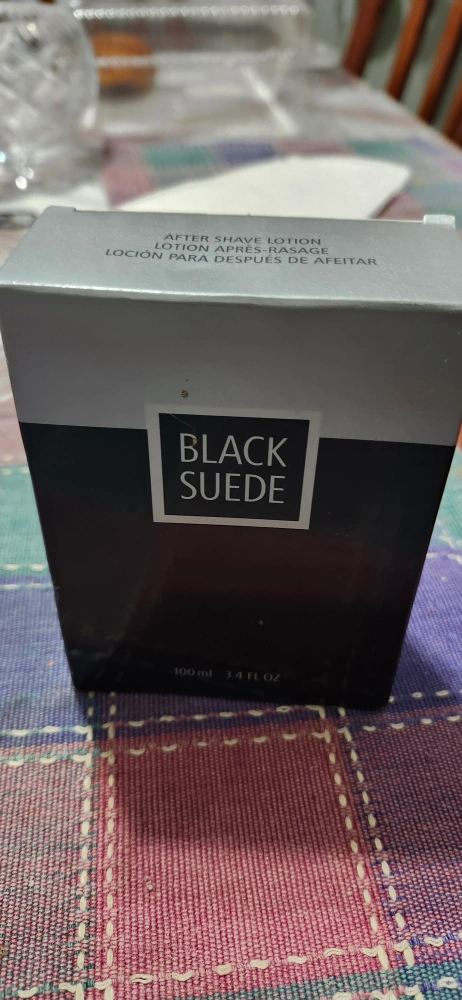 AFTER SHAVE LOTION
LOTION APRÈS-RASAGE
LOCIÓN PARA DESPUÉS DE AFEITAR
BLACK
SUEDE
100 ml 3.4 FL OZ